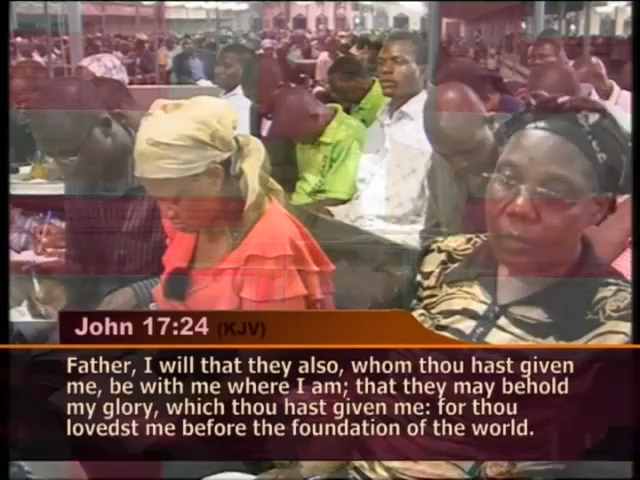 John 17:24 (KJV)
Father, I will that they also, whom thou hast given
me, be with me where I am; that they may behold
my glory, which thou hast given me: for thou
lovedst me before the foundation of the world.